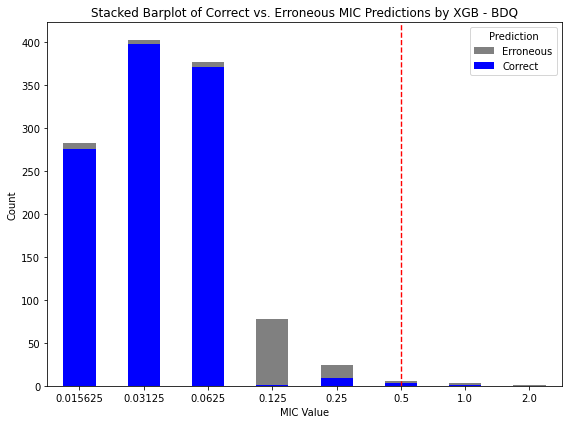 Stacked Barplot of Correct vs. Erroneous MIC Predictions by XGB - BDQ
Prediction
Erroneous
Correct
400
350
300
250
200
150
100
50
0
Count
0.015625 0.03125 0.0625 0.125 0.25 0.5 1.0 2.0
MIC Value